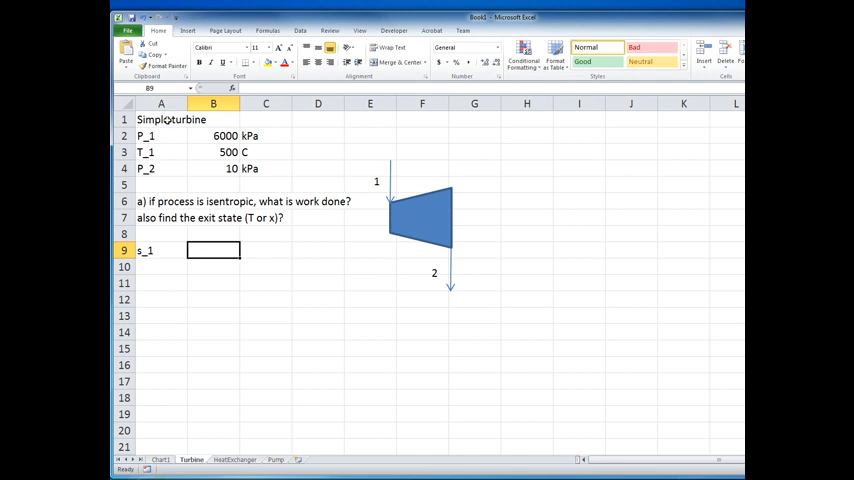 Book1 - Microsoft Excel
File Home Insert Page Layout Formulas Data Review View Developer Acrobat Team
Cut
Copy
Format Painter
Paste
Clipboard
Calibri 11
B I U
Font
Wrap Text
Merge & Center
Alignment
General
$ % ,
Number
Conditional Formatting
Format as Table
Normal Bad
Good Neutral
Styles
Insert Delete
Cells
B9 fx
A B C D E F G H I J K L
1 Simple turbine
2 P_1 6000 kPa
3 T_1 500 C
4 P_2 10 kPa
5
6 a) if process is isentropic, what is work done?
7 also find the exit state (T or x)?
8
9 s_1
10
11
12
13
14
15
16
17
18
19
20
21
1
2
Chart1 Turbine HeatExchanger Pump
Ready